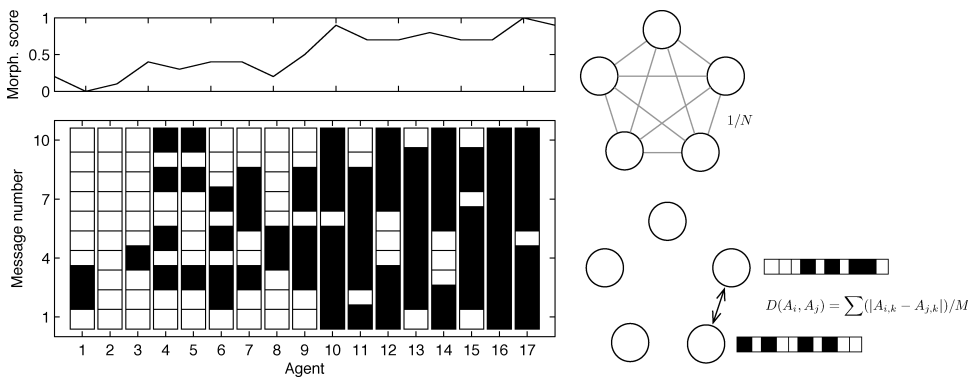 Morph. score
1
0.5
0
Message number
10
7
4
1
1 2 3 4 5 6 7 8 9 10 11 12 13 14 15 16 17
Agent
1/N
D(A_i, A_j) = ∑(|A_{i,k} − A_{j,k}|)/M